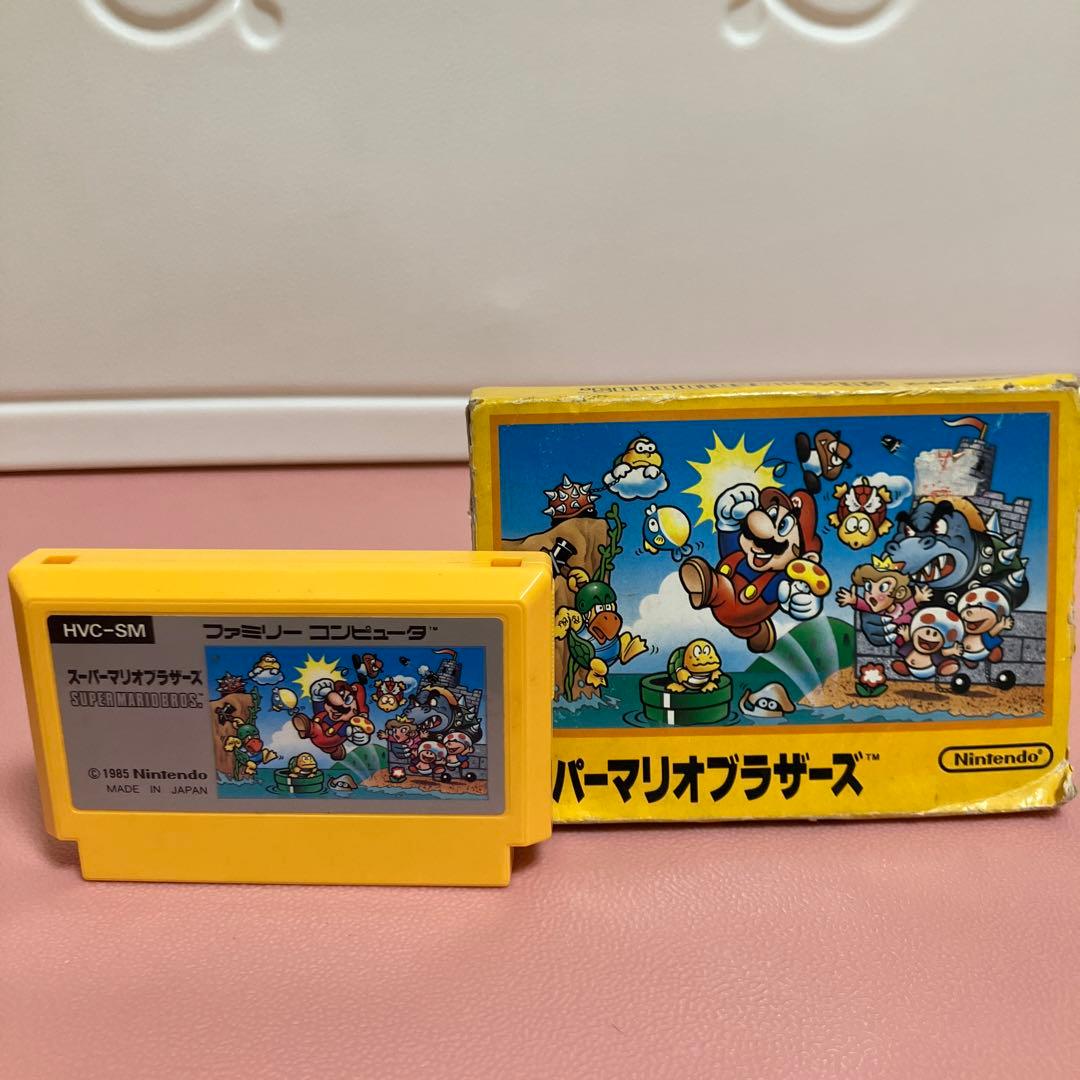 HVC-SM
ファミリー コンピュータ™
スーパーマリオブラザーズ
SUPER MARIO BROS.™
©1985 Nintendo
MADE IN JAPAN
パーマリオブラザーズ™
Nintendo®